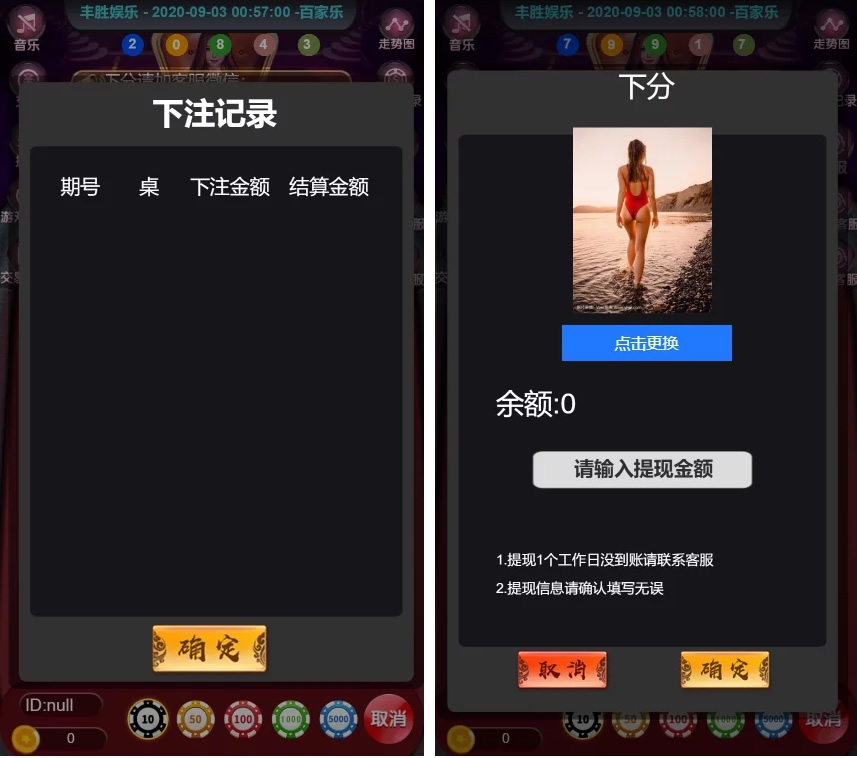 丰胜娱乐 - 2020-09-03 00:57:00 -百家乐
音乐
2 0 8 4 3
走势图
下分请加客服微信:
下注记录
期号 桌 下注金额 结算金额
确定
ID:null
0
10 50 100 1000 5000
取消
丰胜娱乐 - 2020-09-03 00:58:00 -百家乐
音乐
7 9 9 1 7
走势图
下分
点击更换
余额:0
请输入提现金额
1.提现1个工作日没到账请联系客服
2.提现信息请确认填写无误
取消 确定
0
10 50 100 1000 5000
取消